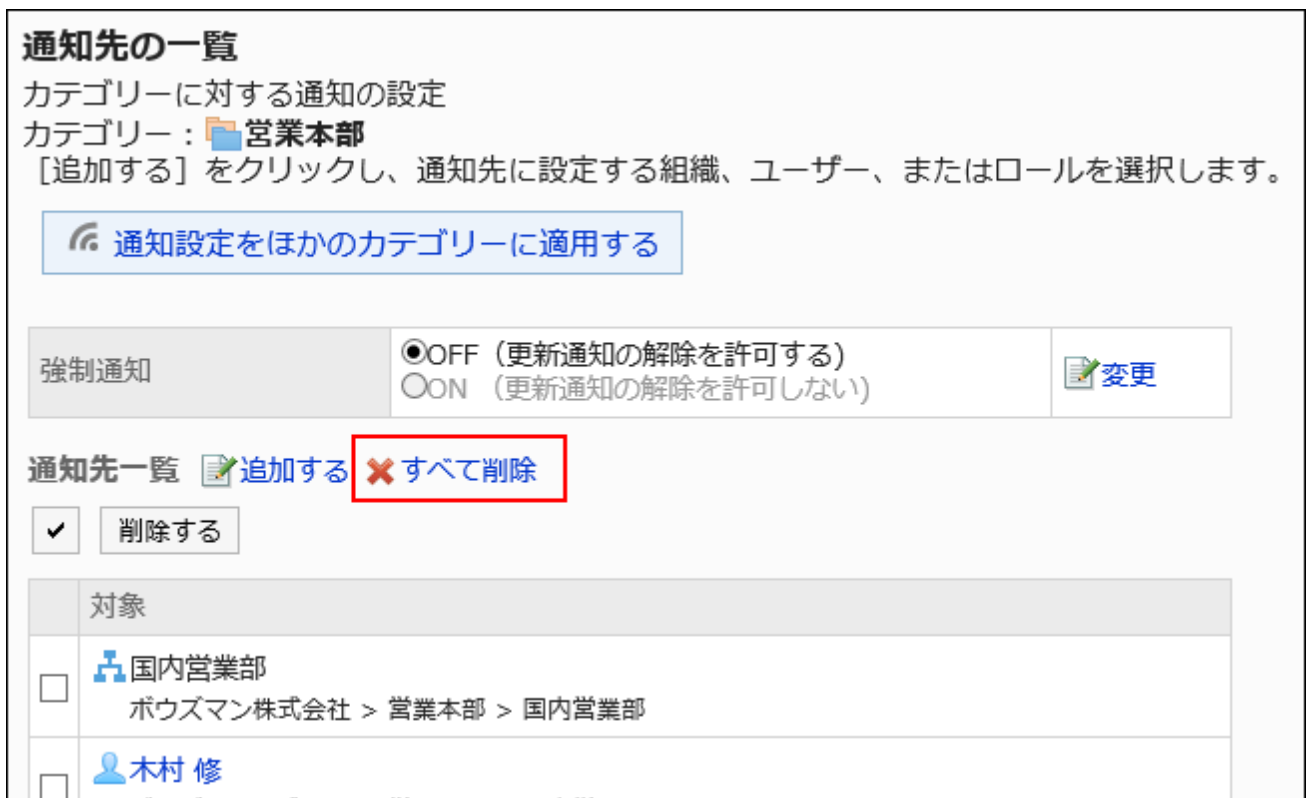 通知先の一覧
カテゴリーに対する通知の設定
カテゴリー：営業本部
［追加する］をクリックし、通知先に設定する組織、ユーザー、またはロールを選択します。
通知設定をほかのカテゴリーに適用する
強制通知
OFF（更新通知の解除を許可する)
ON （更新通知の解除を許可しない)
変更
通知先一覧 追加する すべて削除
削除する
対象
国内営業部
ボウズマン株式会社 > 営業本部 > 国内営業部
木村 修